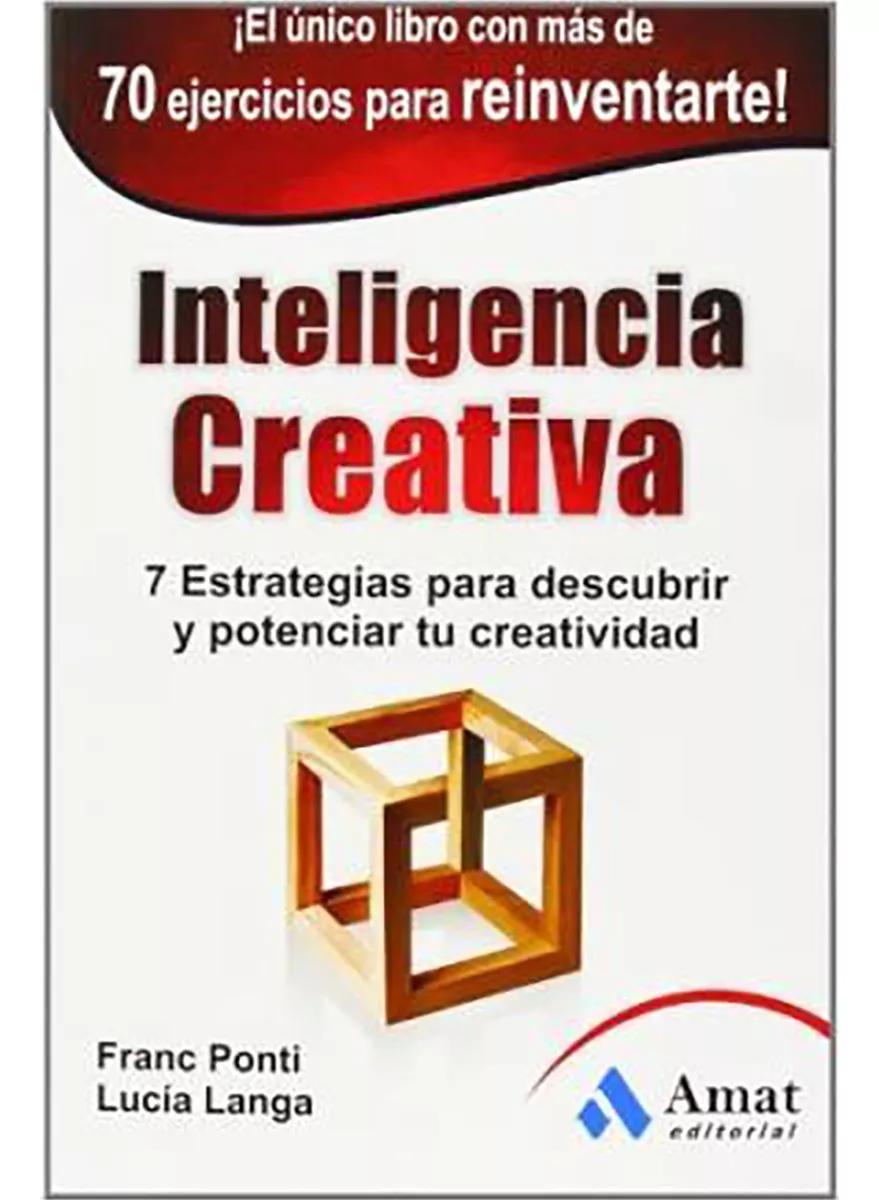 ¡El único libro con más de
70 ejercicios para reinventarte!
Inteligencia
Creativa
7 Estrategias para descubrir
y potenciar tu creatividad
Franc Ponti
Lucía Langa
Amat
editorial